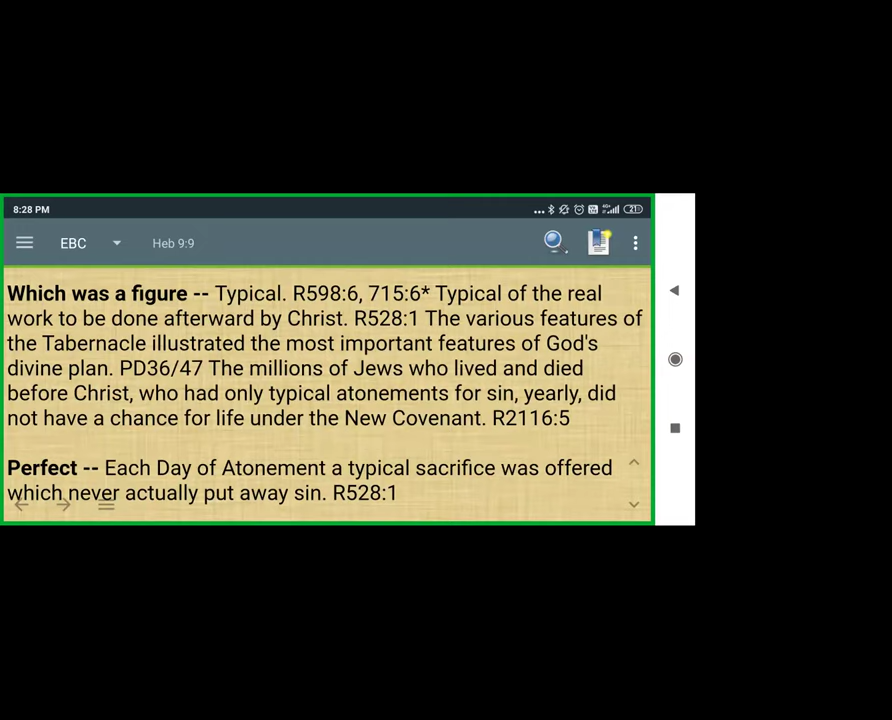 8:28 PM
21
EBC
Heb 9:9
Which was a figure -- Typical. R598:6, 715:6* Typical of the real
work to be done afterward by Christ. R528:1 The various features of
the Tabernacle illustrated the most important features of God's
divine plan. PD36/47 The millions of Jews who lived and died
before Christ, who had only typical atonements for sin, yearly, did
not have a chance for life under the New Covenant. R2116:5
Perfect -- Each Day of Atonement a typical sacrifice was offered
which never actually put away sin. R528:1